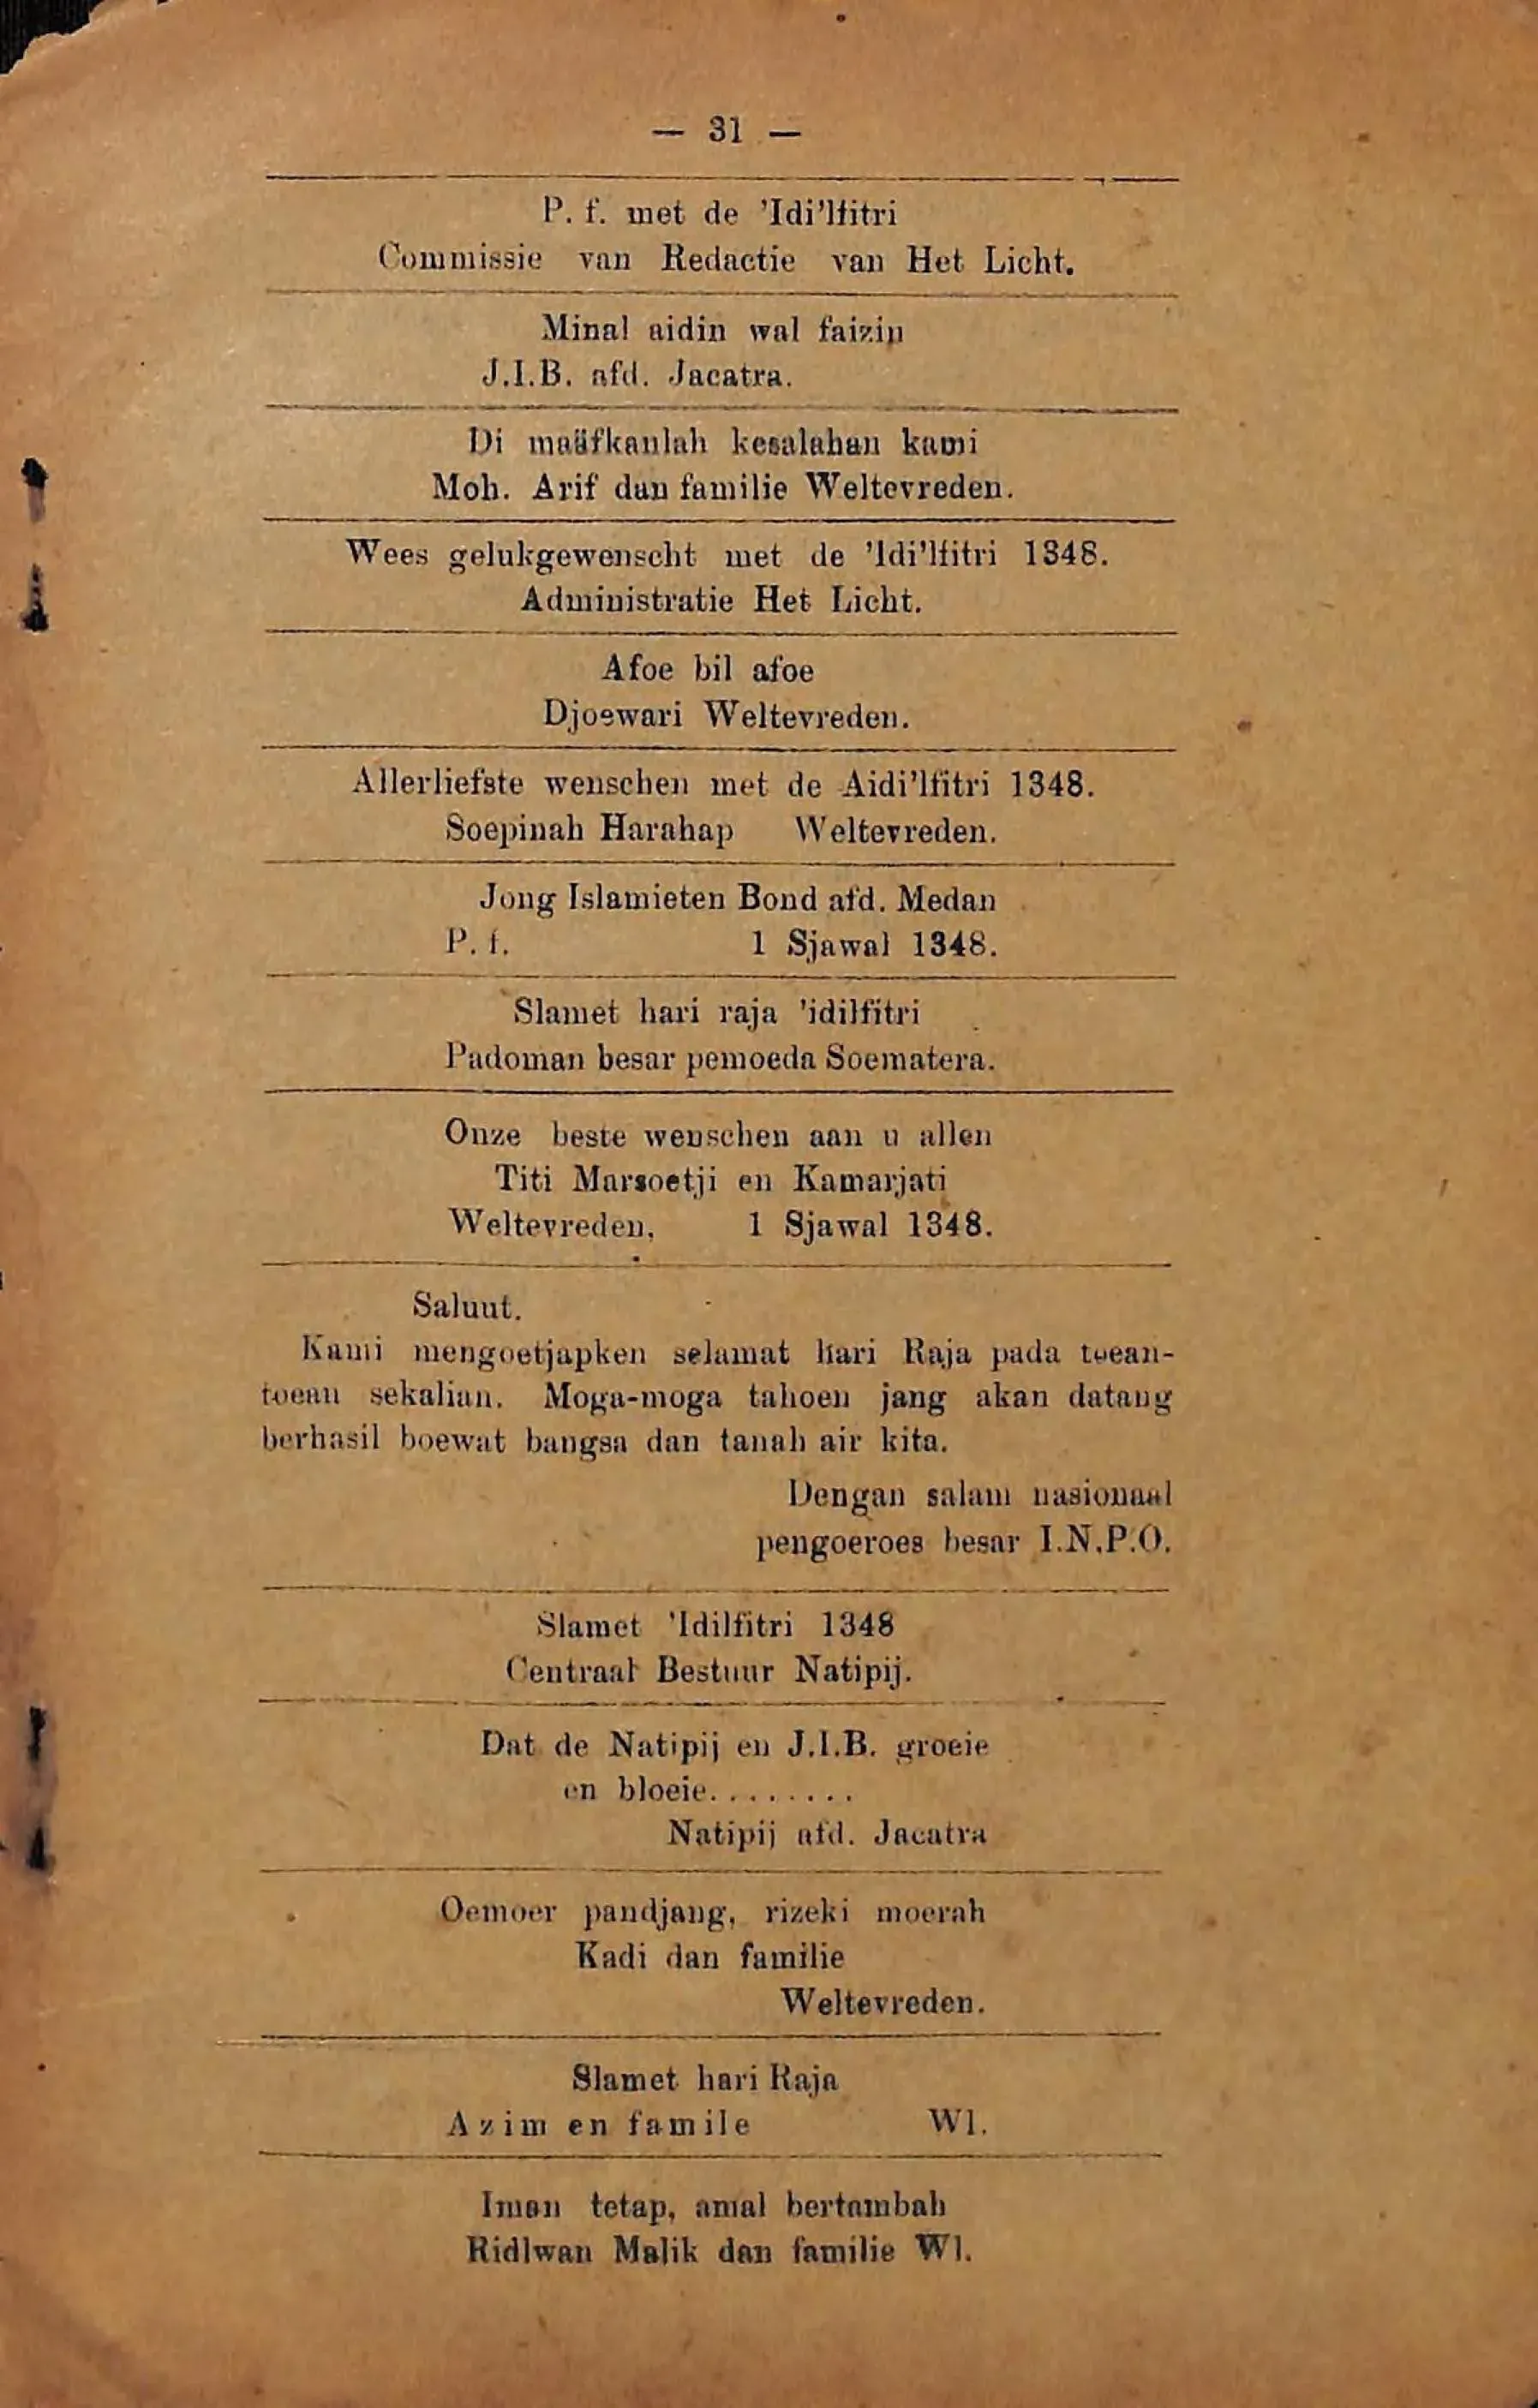 — 31 —
P. f. met de 'Idi'lfitri
Commissie van Redactie van Het Licht.
Minal aidin wal faizin
J.I.B. afd. Jacatra.
Di maäfkanlah kesalahan kami
Moh. Arif dan familie Weltevreden.
Wees gelukgewenscht met de 'Idi'lfitri 1348.
Administratie Het Licht.
Afoe bil afoe
Djoewari Weltevreden.
Allerliefste wenschen met de Aidi'lfitri 1348.
Soepinah Harahap Weltevreden.
Jong Islamieten Bond afd. Medan
P. f. 1 Sjawal 1348.
Slamet hari raja 'idilfitri
Padoman besar pemoeda Soematera.
Onze beste wenschen aan u allen
Titi Marsoetji en Kamarjati
Weltevreden, 1 Sjawal 1348.
Saluut.
Kami mengoetjapken selamat Hari Raja pada toean-
toean sekalian. Moga-moga tahoen jang akan datang
berhasil boewat bangsa dan tanah air kita.
Dengan salam nasionaal
pengoeroes besar I.N.P.O.
Slamet 'Idilfitri 1348
Centraal Bestuur Natipij.
Dat de Natipij en J.I.B. groeie
en bloeie........
Natipij afd. Jacatra
Oemoer pandjang, rizeki moerah
Kadi dan familie
Weltevreden.
Slamet hari Raja
Azim en famile Wl.
Iman tetap, amal bertambah
Ridlwan Malik dan familie Wl.